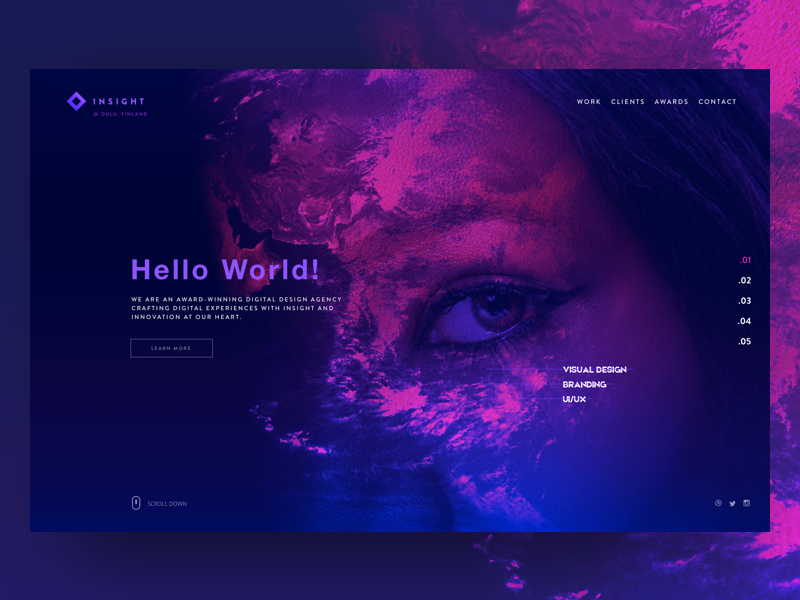 1NSIGHT
@ OULU, FINLAND
WORK CLIENTS AWARDS CONTACT
Hello World!
WE ARE AN AWARD-WINNING DIGITAL DESIGN AGENCY
CRAFTING DIGITAL EXPERIENCES WITH INSIGHT AND
INNOVATION AT OUR HEART.
LEARN MORE
.01
.02
.03
.04
.05
VISUAL DESIGN
BRANDING
UI/UX
SCROLL DOWN